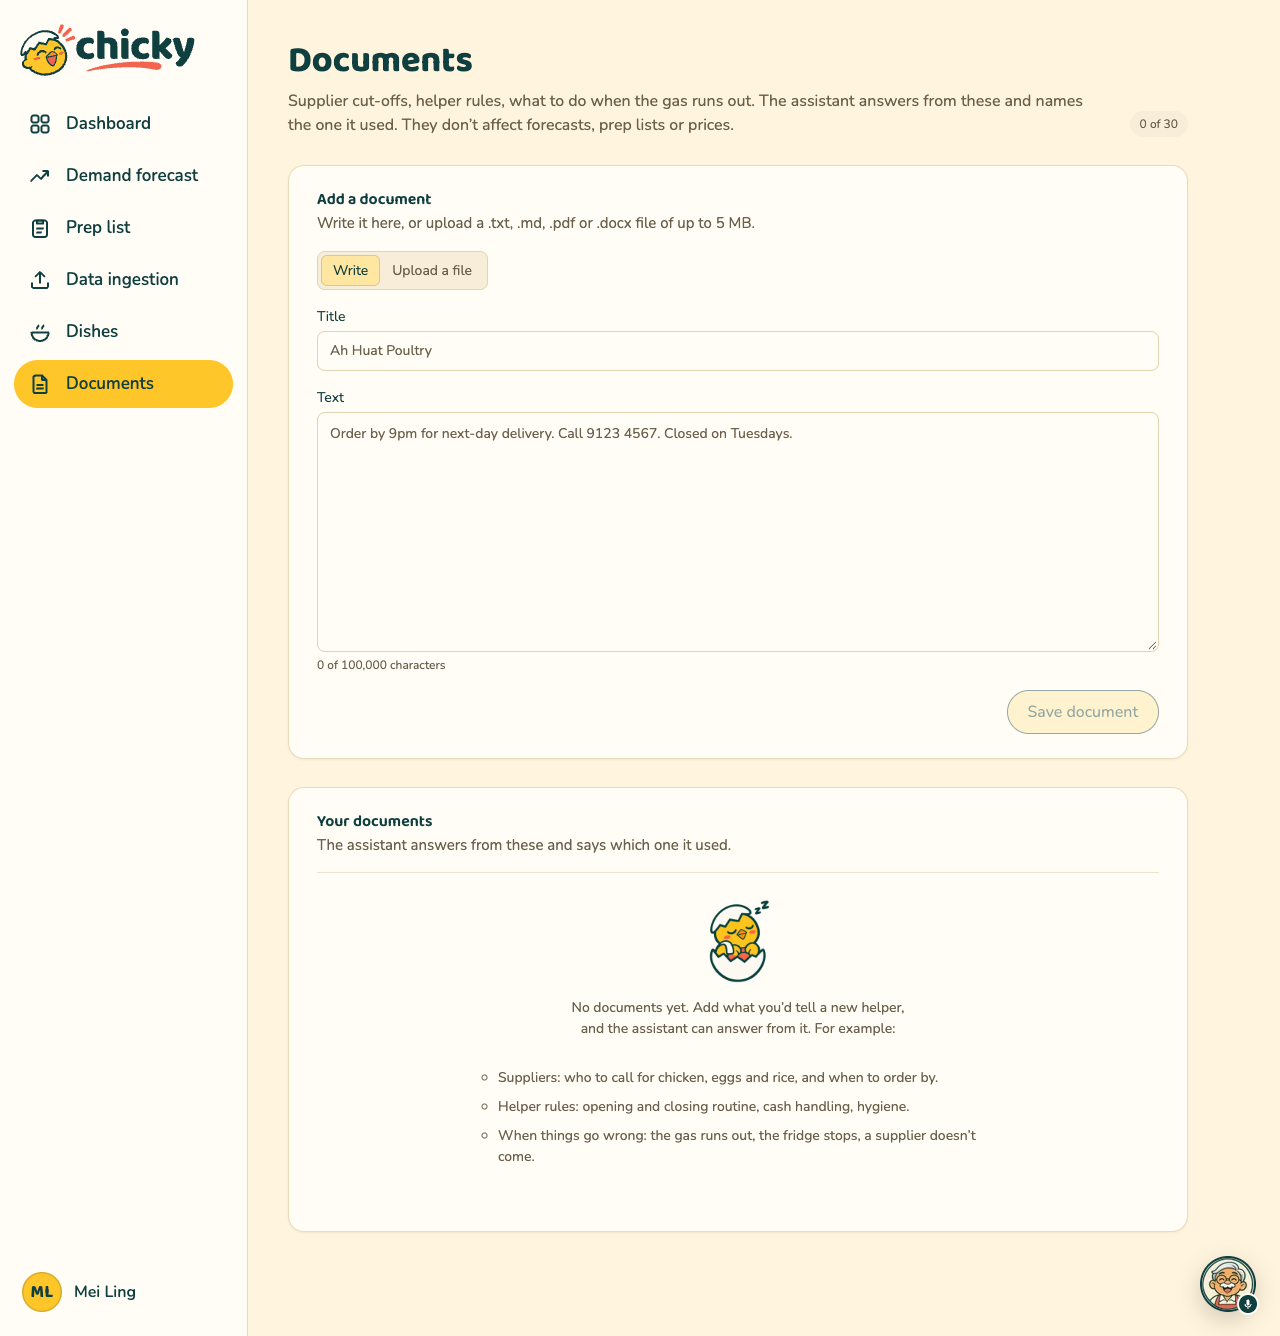 chicky
Dashboard
Demand forecast
Prep list
Data ingestion
Dishes
Documents
Documents
Supplier cut-offs, helper rules, what to do when the gas runs out. The assistant answers from these and names
the one it used. They don’t affect forecasts, prep lists or prices.
0 of 30
Add a document
Write it here, or upload a .txt, .md, .pdf or .docx file of up to 5 MB.
Write
Upload a file
Title
Ah Huat Poultry
Text
Order by 9pm for next-day delivery. Call 9123 4567. Closed on Tuesdays.
0 of 100,000 characters
Save document
Your documents
The assistant answers from these and says which one it used.
z z
No documents yet. Add what you’d tell a new helper,
and the assistant can answer from it. For example:
Suppliers: who to call for chicken, eggs and rice, and when to order by.
Helper rules: opening and closing routine, cash handling, hygiene.
When things go wrong: the gas runs out, the fridge stops, a supplier doesn’t
come.
ML
Mei Ling